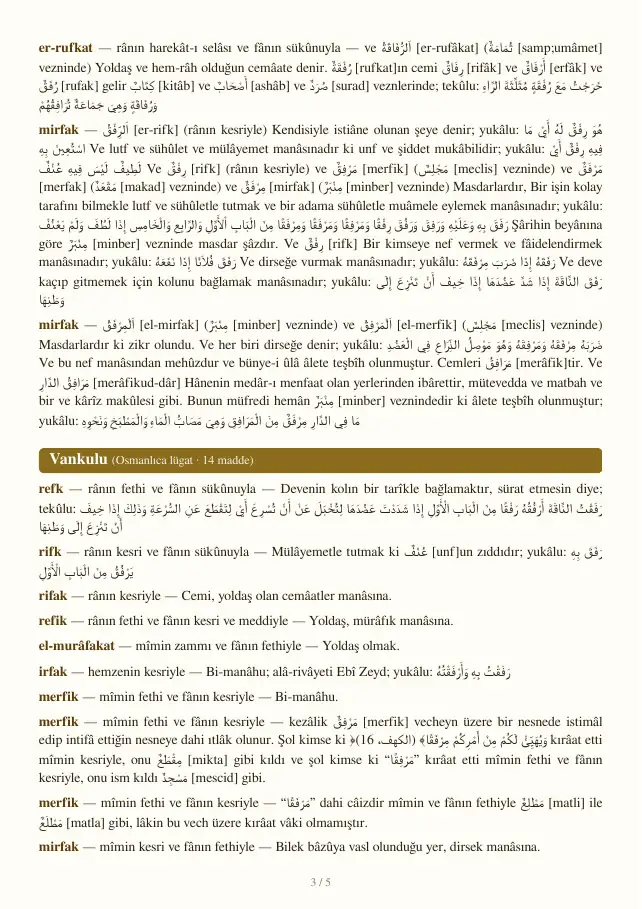 er-rufkat — rânın harekât-ı selâsı ve fânın sükûnuyla — ve اَلرُّفَاقَةُ [er-rufâkat] (ثُمَامَةٌ [samp;umâmet]
vezninde) Yoldaş ve hem-râh olduğun cemâate denir. رُفْقَةٌ [rufkat]ın cemi رِفَاقٌ [rifâk] ve أَرْفَاقٌ [erfâk] ve
رُفَقٌ [rufak] gelir كِتَابٌ [kitâb] ve أَصْحَابٌ [ashâb] ve صُرَدٌ [surad] veznlerinde; tekûlu: خَرَجْتُ مَعَ رُفْقَةٍ مُثَلَّثَةَ الرَّاءِ
وَرُفَاقَةٍ وَهِيَ جَمَاعَةٌ تُرَافِقُهُمْ
mirfak — اَلرِّفْقُ [er-rifk] (rânın kesriyle) Kendisiyle istiâne olunan şeye denir; yukâlu: هُوَ رِفْقٌ لَهُ أَيْ مَا
اسْتُعِينَ بِهِ Ve lutf ve sühûlet ve mülâyemet manâsınadır ki unf ve şiddet mukâbilidir; yukâlu: فِيهِ رِفْقٌ أَيْ
لُطِيفٌ لَيْسَ فِيهِ عُنْفٌ Ve رِفْقٌ [rifk] (rânın kesriyle) ve مَرْفِقٌ [merfik] (مَجْلِسٌ [meclis] vezninde) ve مَرْفَقٌ
[merfak] (مَقْعَدٌ [makad] vezninde) ve مِرْفَقٌ [mirfak] (مِنْبَرٌ [minber] vezninde) Masdarlardır, Bir işin kolay
tarafını bilmekle lutf ve sühûletle tutmak ve bir adama sühûletle muâmele eylemek manâsınadır; yukâlu:
رَفَقَ بِهِ وَعَلَيْهِ وَرَفِقَ وَرَفُقَ رِفْقًا وَمَرْفِقًا وَمَرْفَقًا وَمِرْفَقًا مِنَ الْبَابِ الْأَوَّلِ وَالرَّابِعِ وَالْخَامِسِ إِذَا لَطُفَ وَلَمْ يَعْنُفْ Şârihin beyânına
göre مِنْبَرٌ [minber] vezninde masdar şâzdır. Ve رِفْقٌ [rifk] Bir kimseye nef vermek ve fâidelendirmek
manâsınadır; yukâlu: رَفَقَ فُلَانًا إِذَا نَفَعَهُ Ve dirseğe vurmak manâsınadır; yukâlu: رَفَقَهُ إِذَا ضَرَبَ مِرْفَقَهُ Ve deve
kaçıp gitmemek için kolunu bağlamak manâsınadır; yukâlu: رَفَقَ النَّاقَةَ إِذَا شَدَّ عَضُدَهَا إِذَا خِيفَ أَنْ تَنْزِعَ إِلَى
وَطَنِهَا
mirfak — اَلْمِرْفَقُ [el-mirfak] (مِنْبَرٌ [minber] vezninde) ve اَلْمَرْفِقُ [el-merfik] (مَجْلِسٌ [meclis] vezninde)
Masdarlardır ki zikr olundu. Ve her biri dirseğe denir; yukâlu: ضَرَبَهُ مِرْفَقَهُ وَمَرْفِقَهُ وَهُوَ مَوْصِلُ الذِّرَاعِ فِي الْعَضُدِ
Ve bu nef manâsından mehûzdur ve bünye-i ûlâ âlete teşbîh olunmuştur. Cemleri مَرَافِقُ [merâfik]tir. Ve
مَرَافِقُ الدَّارِ [merâfikud-dâr] Hânenin medâr-ı menfaat olan yerlerinden ibârettir, mütevedda ve matbah ve
bir ve kârîz makûlesi gibi. Bunun müfredi hemân مِنْبَرٌ [minber] veznindedir ki âlete teşbîh olunmuştur;
yukâlu: مَا فِي الدَّارِ مِرْفَقٌ مِنَ الْمَرَافِقِ وَهِيَ مَصَابُّ الْمَاءِ وَالْمَطْبَخِ وَنَحْوِهِ
Vankulu (Osmanlıca lügat · 14 madde)
refk — rânın fethi ve fânın sükûnuyla — Devenin kolın bir tarîkle bağlamaktır, sürat etmesin diye;
tekûlu: رَفَقْتُ النَّاقَةَ أَرْفُقُهُ رَفْقًا مِنَ الْبَابِ الْأَوَّلِ إِذَا شَدَدْتَ عَضُدَهَا لِتُخْبَلَ عَنْ أَنْ تُسْرِعَ أَيْ لِتَقْطَعَ عَنِ السُّرْعَةِ وَذَلِكَ إِذَا خِيفَ
أَنْ تَنْزِعَ إِلَى وَطَنِهَا
rifk — rânın kesri ve fânın sükûnuyla — Mülâyemetle tutmak ki عُنْفٌ [unf]un zıddıdır; yukâlu: رَفَقَ بِهِ
يَرْفُقُ مِنَ الْبَابِ الْأَوَّلِ
rifak — rânın kesriyle — Cemi, yoldaş olan cemâatler manâsına.
refik — rânın fethi ve fânın kesri ve meddiyle — Yoldaş, mürâfık manâsına.
el-murâfakat — mîmin zammı ve fânın fethiyle — Yoldaş olmak.
irfak — hemzenin kesriyle — Bi-manâhu; alâ-rivâyeti Ebî Zeyd; yukâlu: رَفَقْتُ بِهِ وَأَرْفَقْتُهُ
merfik — mîmin fethi ve fânın kesriyle — Bi-manâhu.
merfik — mîmin fethi ve fânın kesriyle — kezâlik مَرْفِقٌ [merfik] vecheyn üzere bir nesnede istimâl
edip intifâ ettiğin nesneye dahi ıtlâk olunur. Şol kimse ki ﴿وَيُهَيِّئْ لَكُمْ مِنْ أَمْرِكُمْ مِرْفَقًا﴾ (الكهف، 16) kırâat etti
mîmin kesriyle, onu مِقْطَعٌ [mikta] gibi kıldı ve şol kimse ki “مَرْفِقًا” kırâat etti mîmin fethi ve fânın
kesriyle, onu ism kıldı مَسْجِدٌ [mescid] gibi.
merfik — mîmin fethi ve fânın kesriyle — “مَرْفَقًا” dahi câizdir mîmin ve fânın fethiyle مَطْلِعٌ [matli] ile
مَطْلَعٌ [matla] gibi, lâkin bu vech üzere kırâat vâki olmamıştır.
mirfak — mîmin kesri ve fânın fethiyle — Bilek bâzûya vasl olunduğu yer, dirsek manâsına.
3 / 5